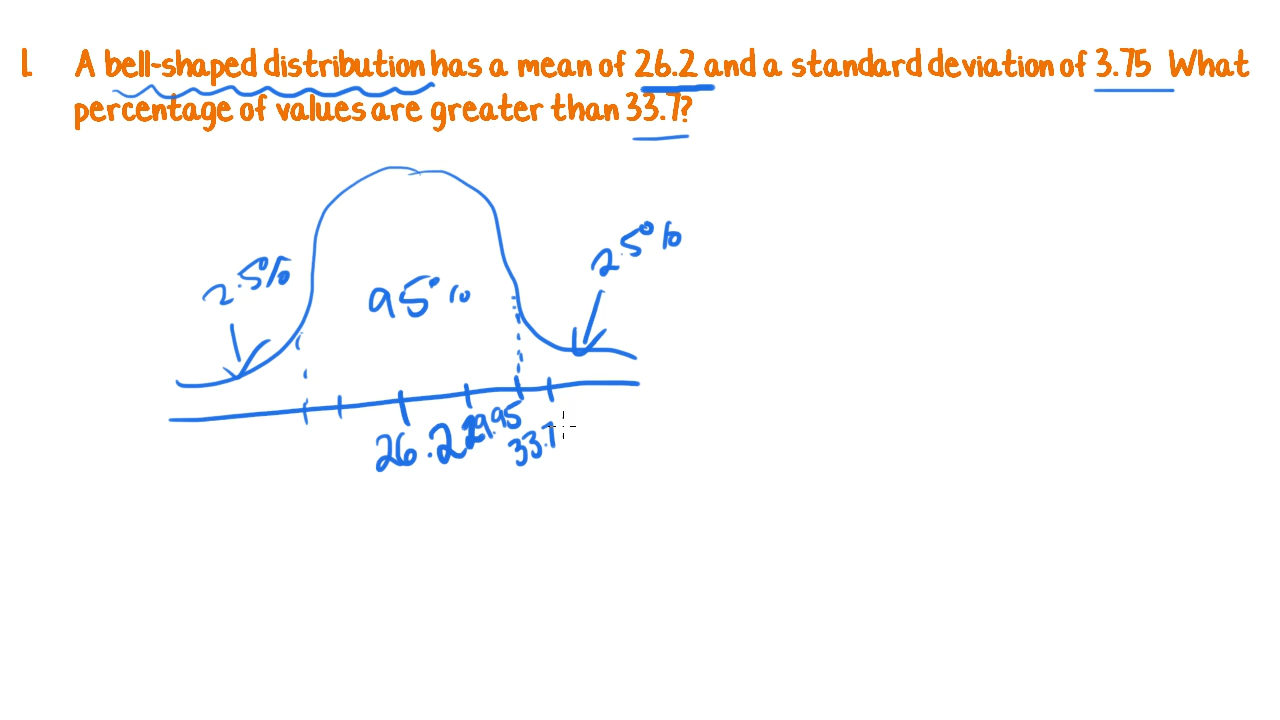 1. A bell-shaped distribution has a mean of 26.2 and a standard deviation of 3.75 What
percentage of values are greater than 33.7?
2.5%
2.5%
95%
26.2 29.95 33.7